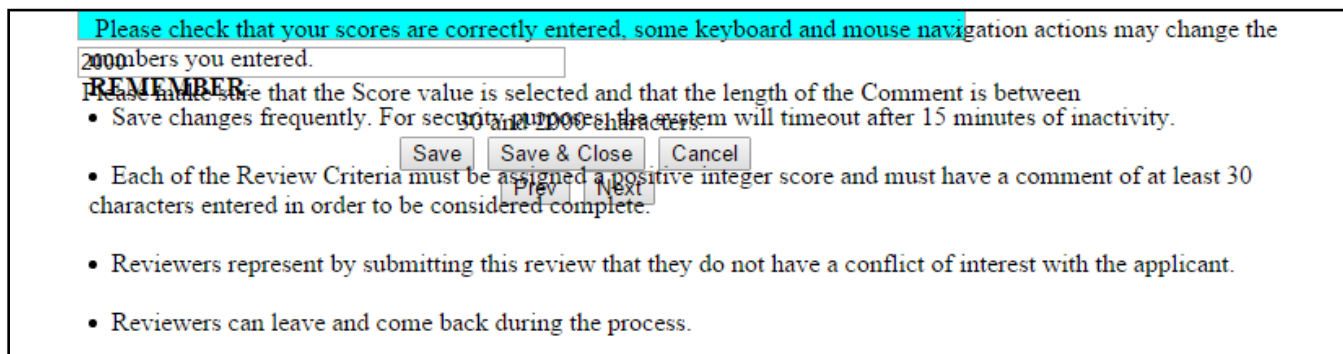 Please check that your scores are correctly entered, some keyboard and mouse navigation actions may change the
numbers you entered.
2000
REMEMBER:
Please make sure that the Score value is selected and that the length of the Comment is between
30 and 2000 characters.
• Save changes frequently. For security purposes, the system will timeout after 15 minutes of inactivity.
Save Save & Close Cancel
• Each of the Review Criteria must be assigned a positive integer score and must have a comment of at least 30
Prev Next
characters entered in order to be considered complete.
• Reviewers represent by submitting this review that they do not have a conflict of interest with the applicant.
• Reviewers can leave and come back during the process.